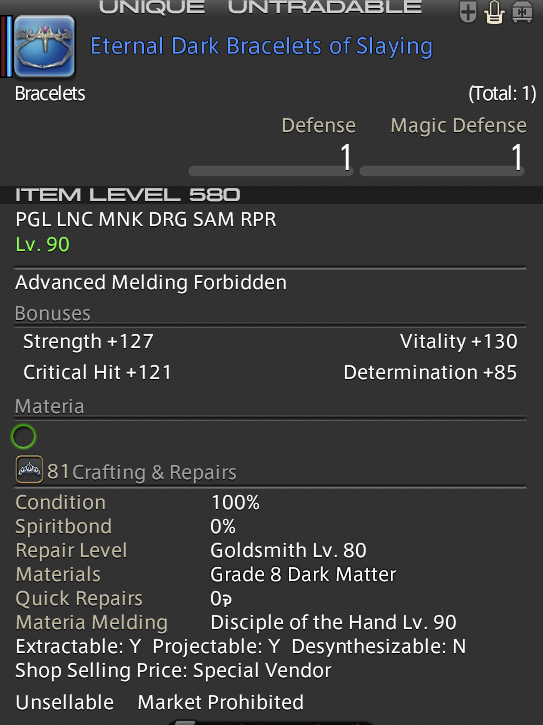 UNIQUE UNTRADABLE
Eternal Dark Bracelets of Slaying
Bracelets (Total: 1)
Defense Magic Defense
1 1
ITEM LEVEL 580
PGL LNC MNK DRG SAM RPR
Lv. 90
Advanced Melding Forbidden
Bonuses
Strength +127 Vitality +130
Critical Hit +121 Determination +85
Materia
81 Crafting & Repairs
Condition 100%
Spiritbond 0%
Repair Level Goldsmith Lv. 80
Materials Grade 8 Dark Matter
Quick Repairs 0
Materia Melding Disciple of the Hand Lv. 90
Extractable: Y Projectable: Y Desynthesizable: N
Shop Selling Price: Special Vendor
Unsellable Market Prohibited